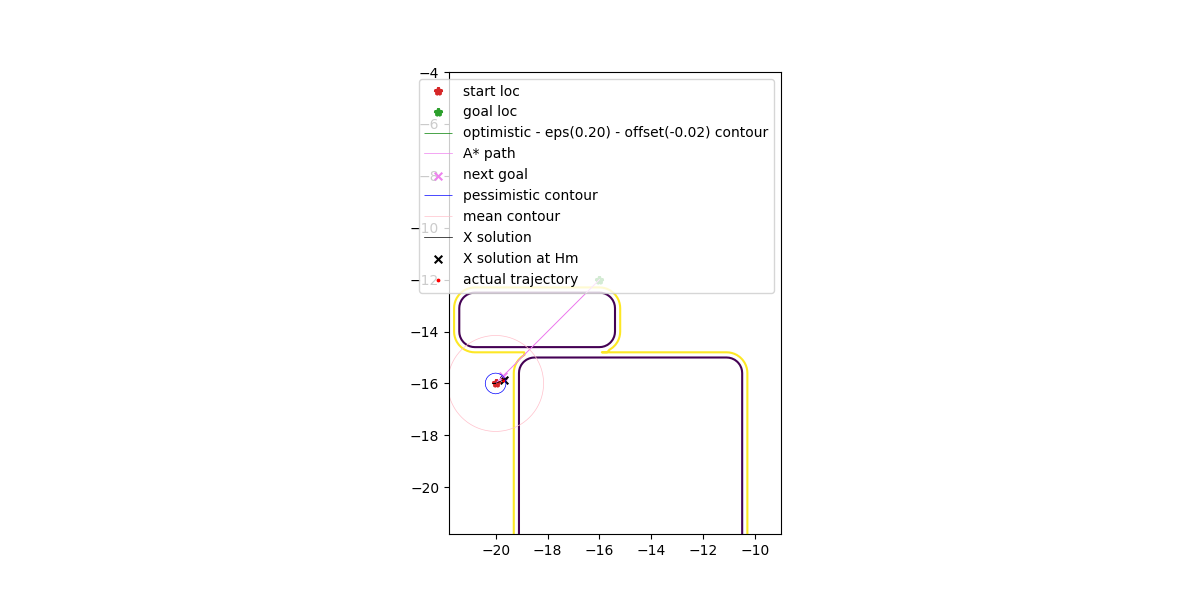 −4
start loc
goal loc
−6
optimistic - eps(0.20) - offset(-0.02) contour
A* path
−8
next goal
pessimistic contour
mean contour
−10
X solution
X solution at Hm
−12
actual trajectory
−14
−16
−18
−20
−20 −18 −16 −14 −12 −10